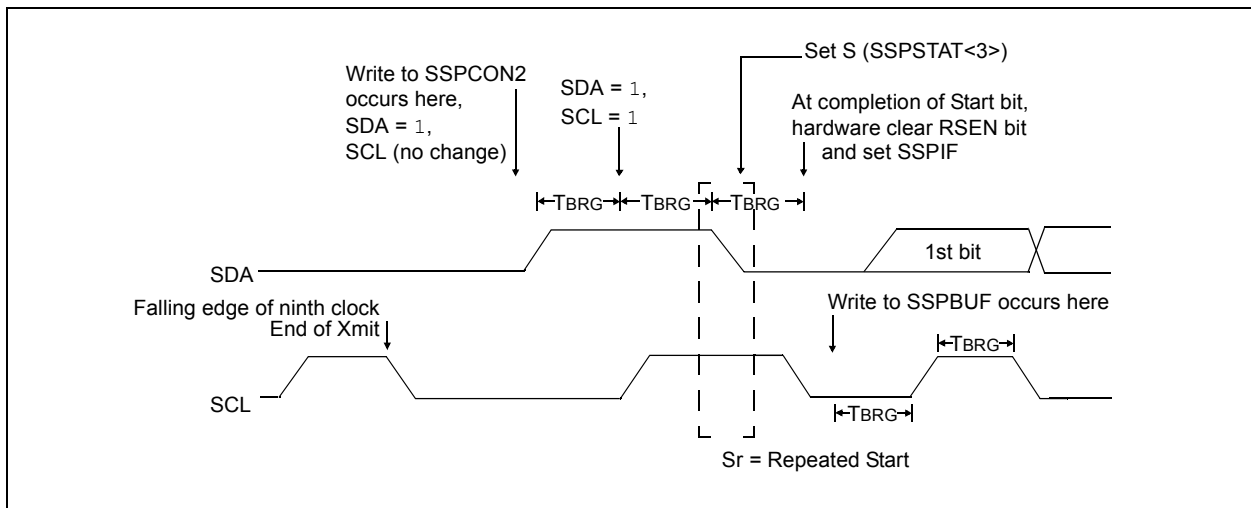 Set S (SSPSTAT<3>)
Write to SSPCON2
occurs here,
SDA = 1,
SCL (no change)
SDA = 1,
SCL = 1
At completion of Start bit,
hardware clear RSEN bit
and set SSPIF
TBRG
TBRG
TBRG
SDA
1st bit
Falling edge of ninth clock
End of Xmit
Write to SSPBUF occurs here
TBRG
SCL
TBRG
Sr = Repeated Start